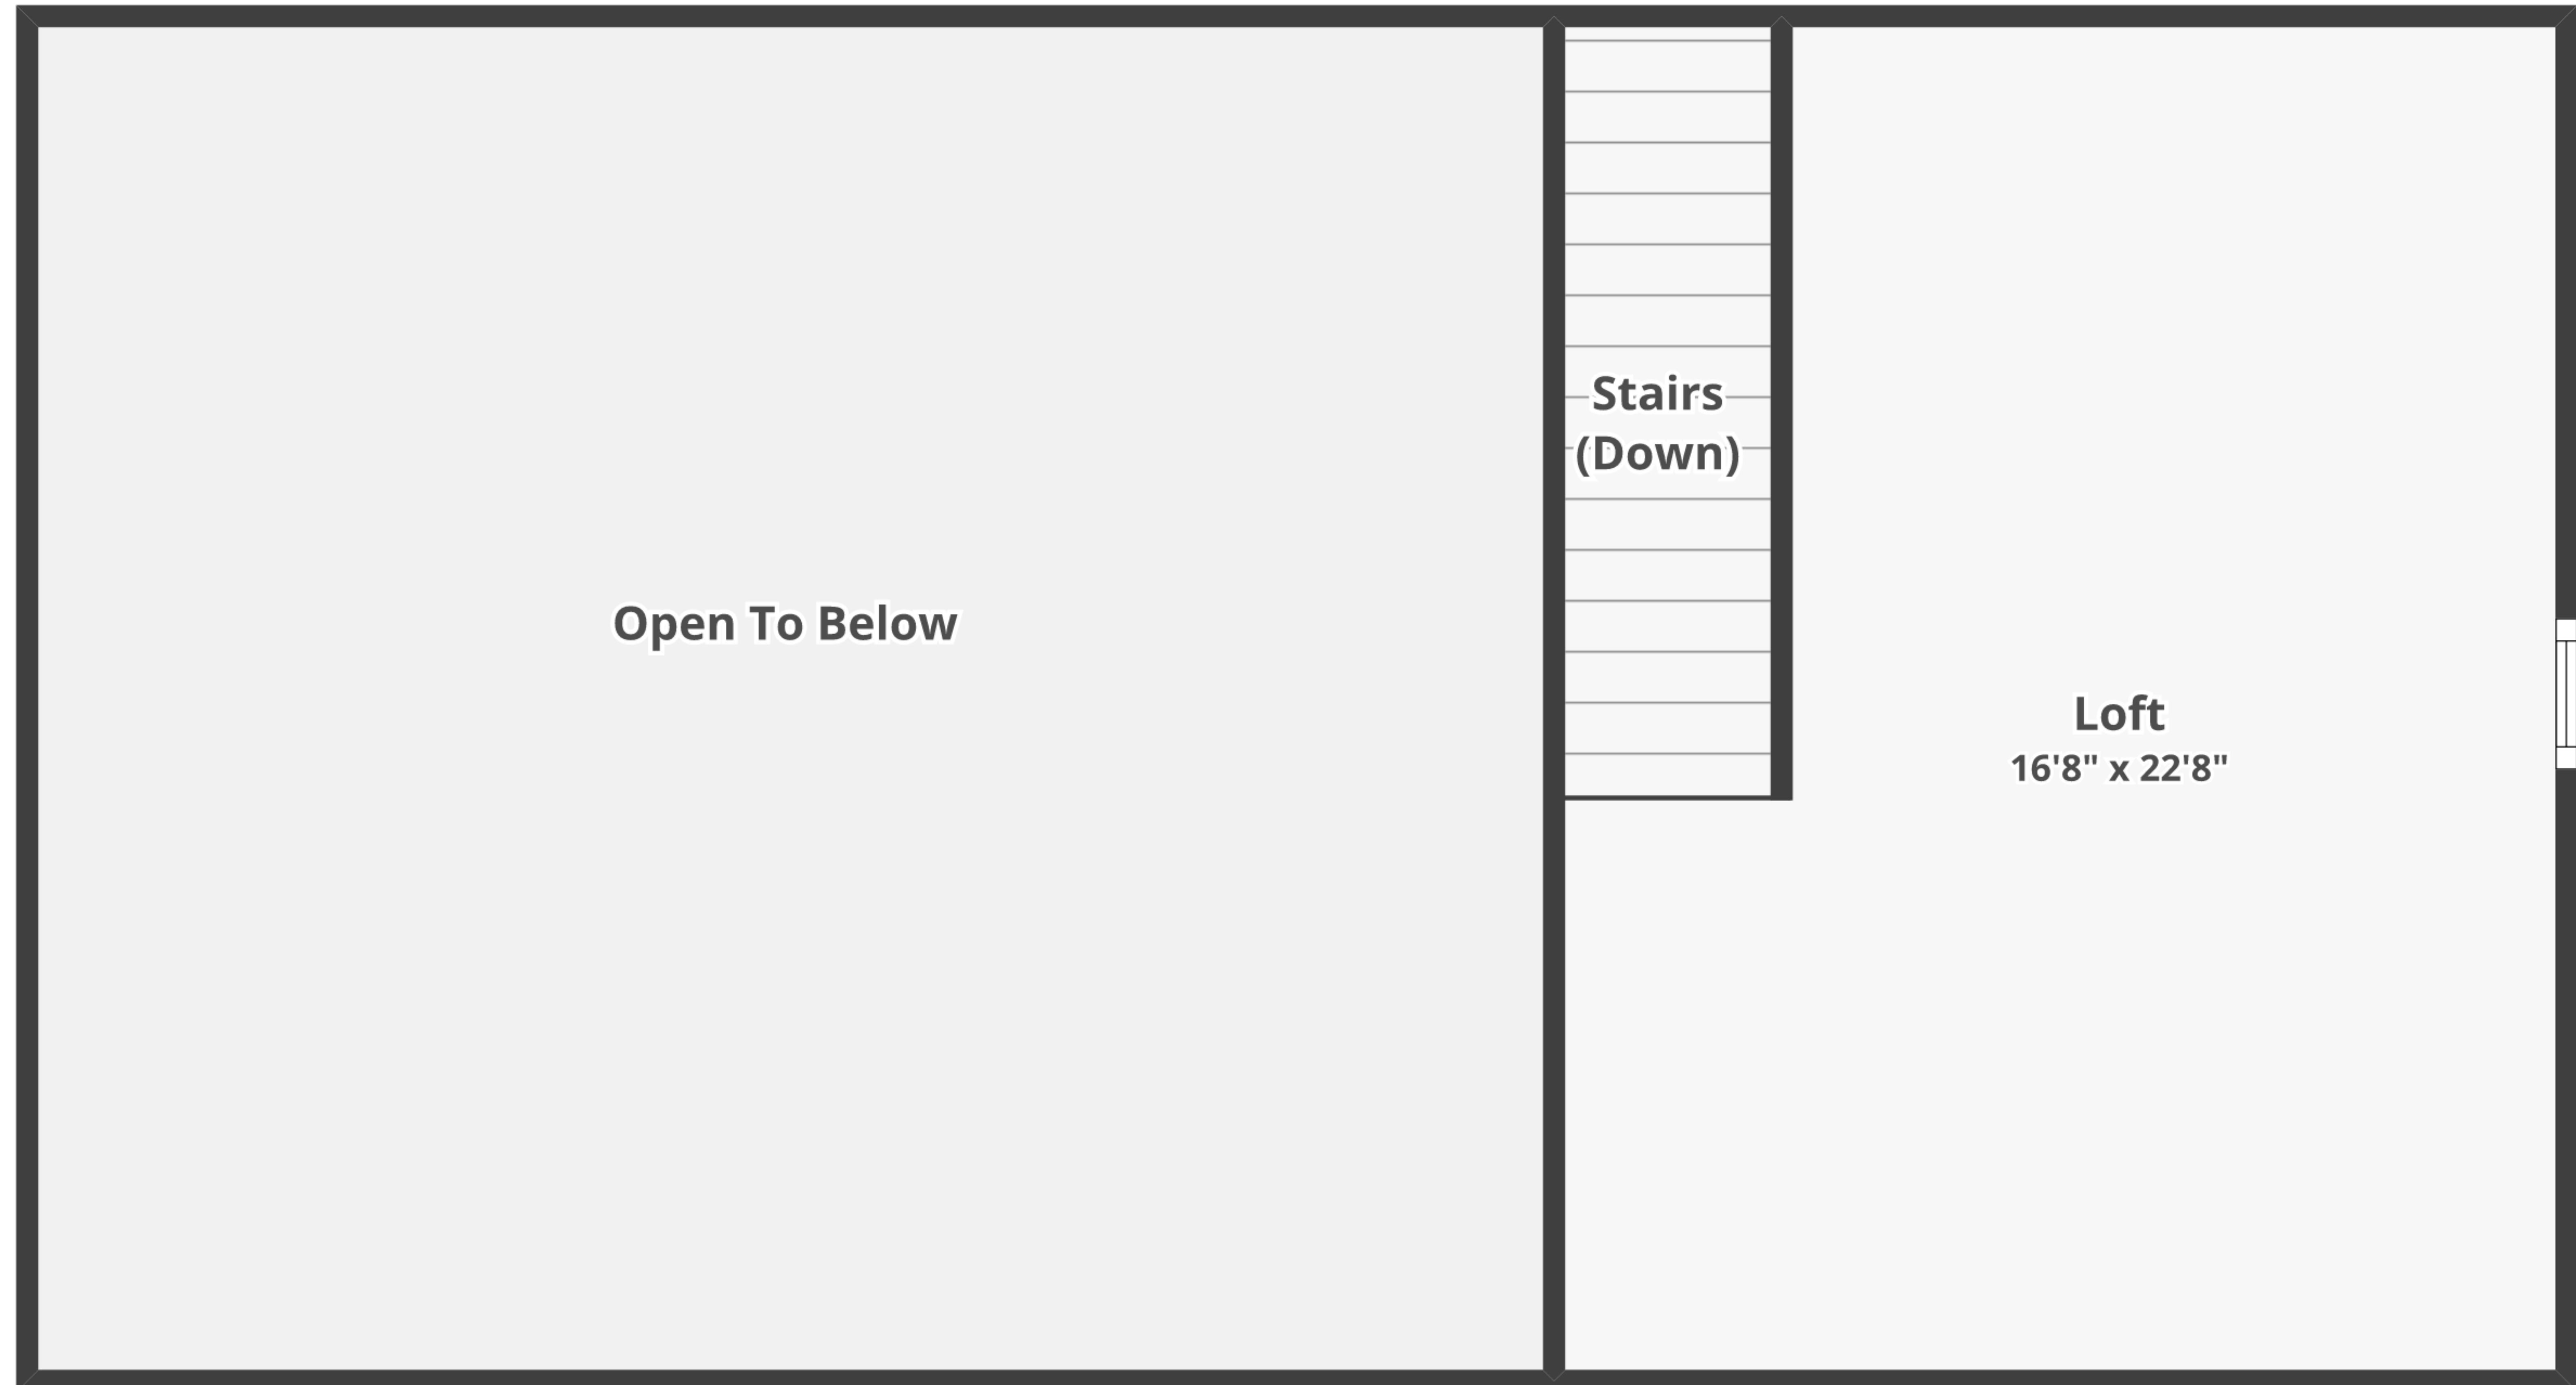 Stairs
(Down)
Open To Below
Loft
16'8" x 22'8"